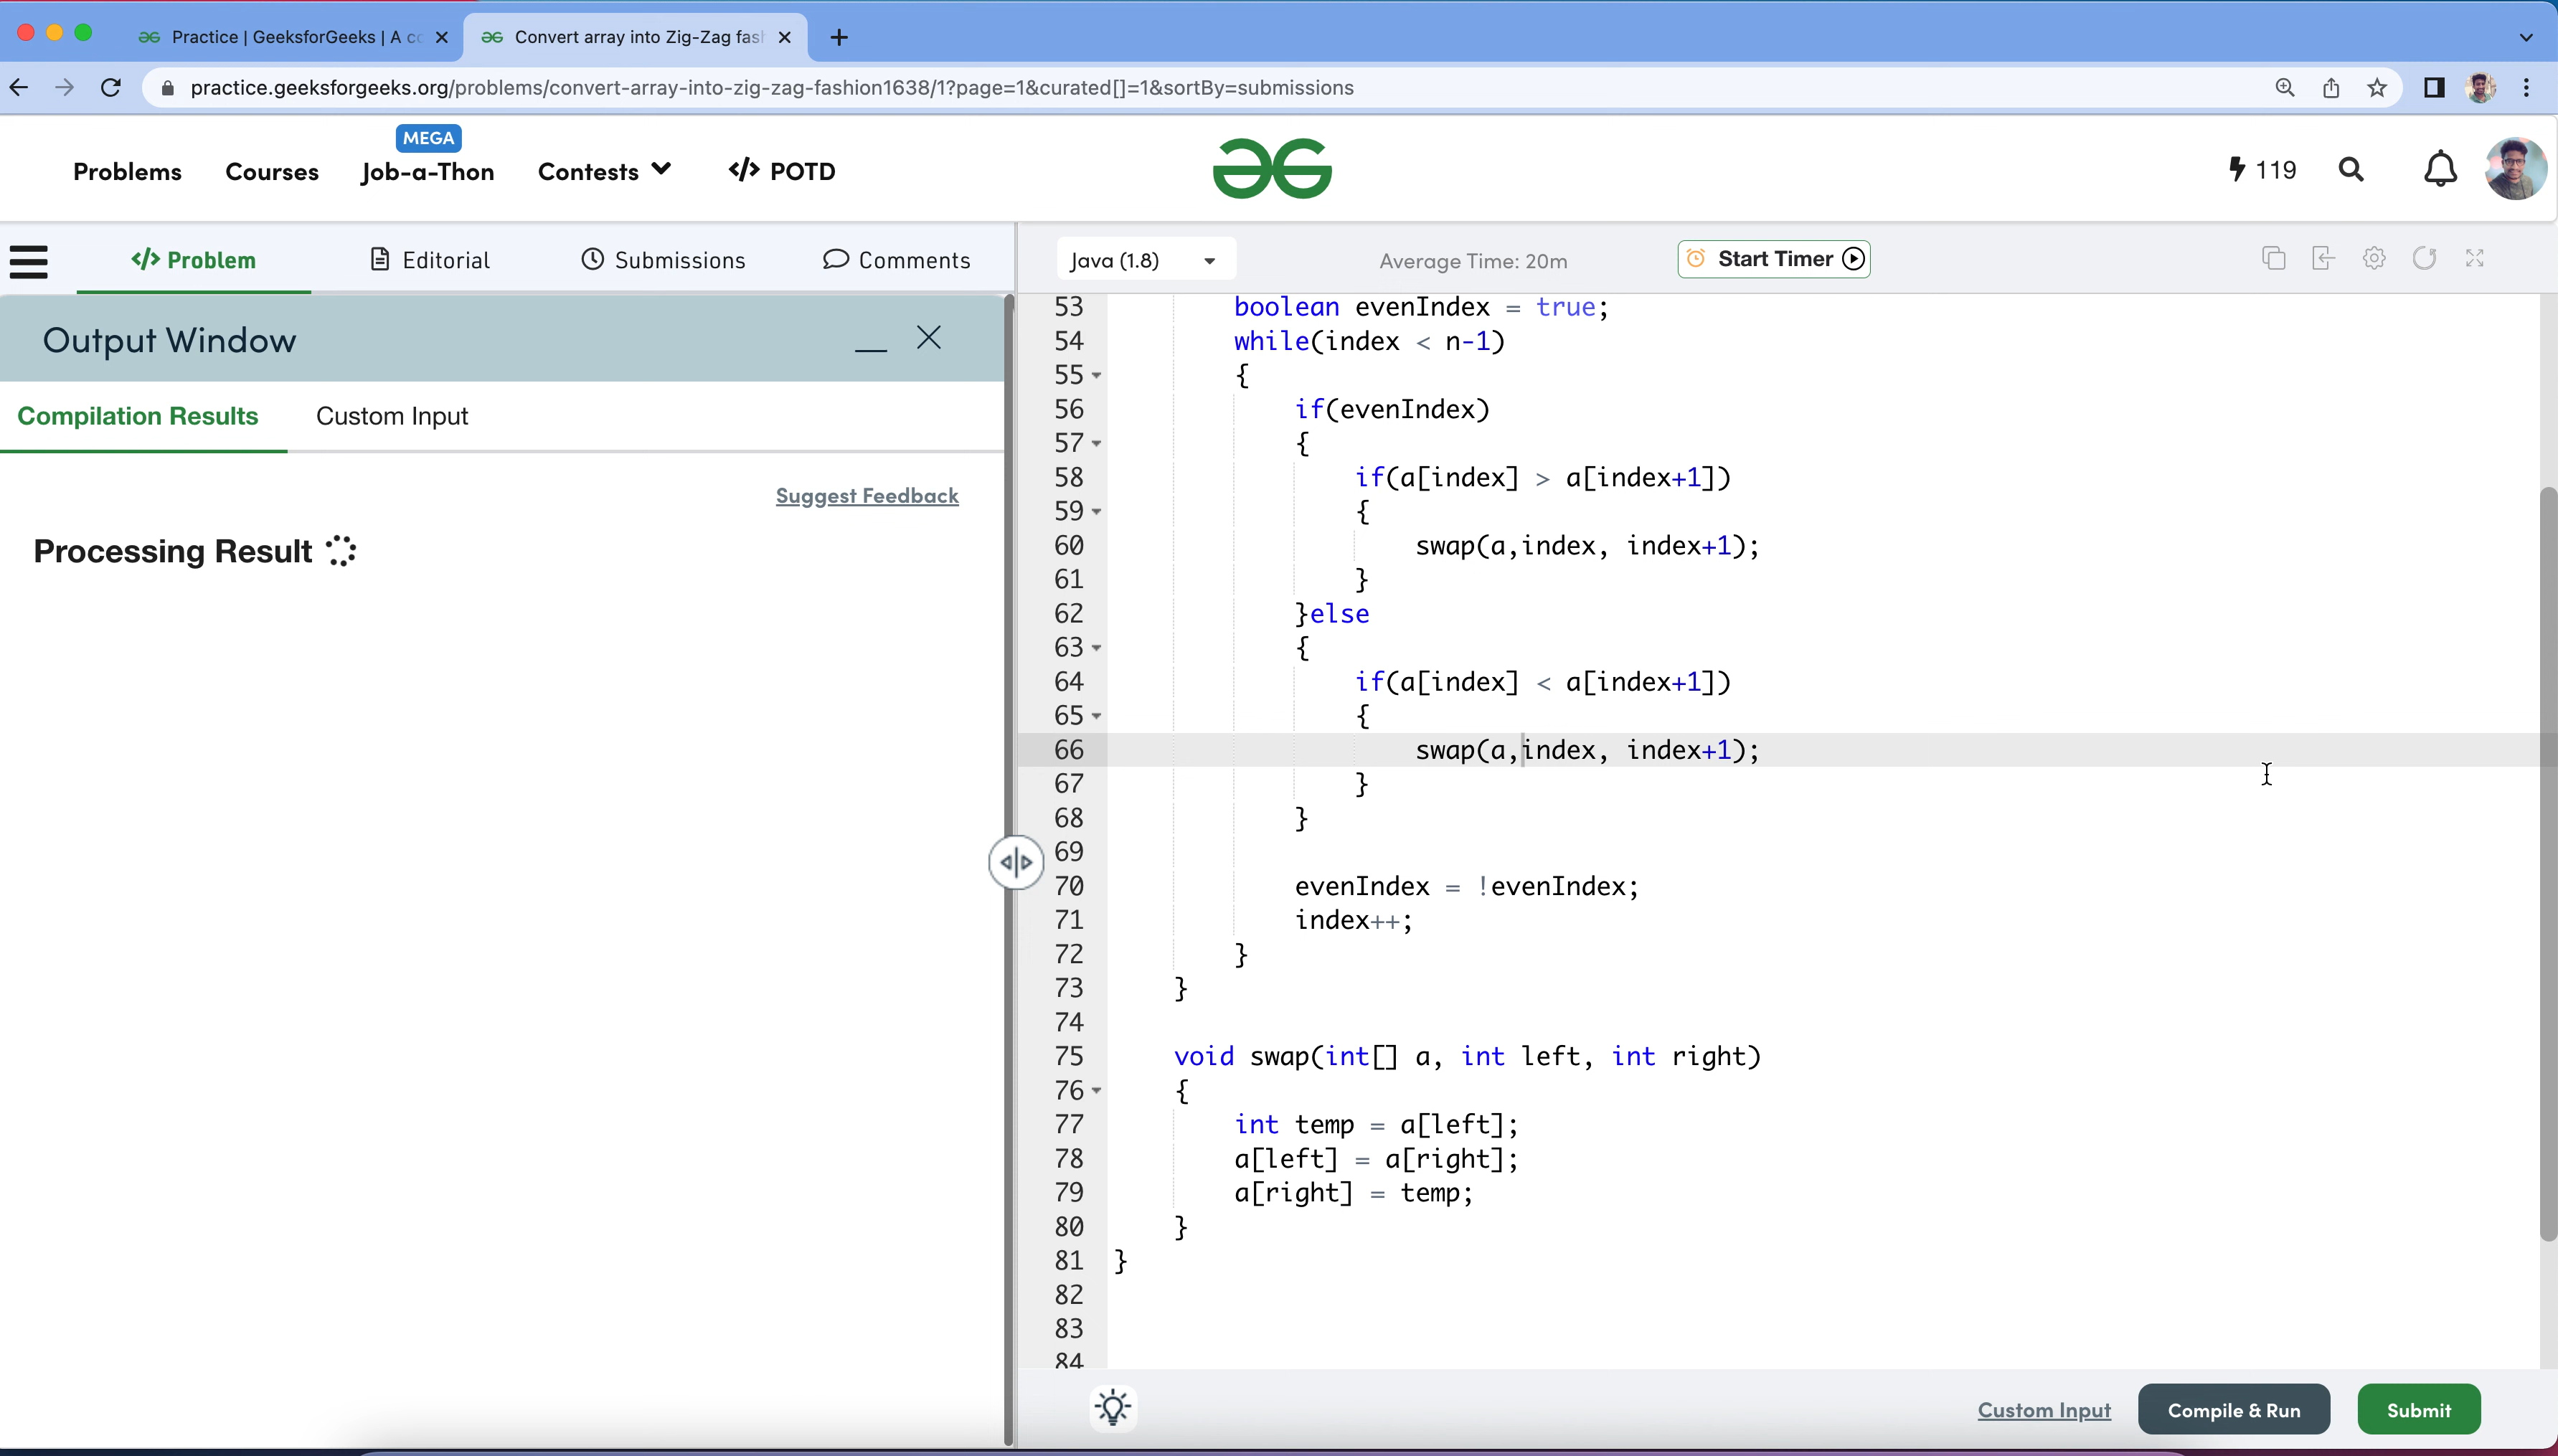 Practice | GeeksforGeeks | A cc
Convert array into Zig-Zag fash
practice.geeksforgeeks.org/problems/convert-array-into-zig-zag-fashion1638/1?page=1&curated[]=1&sortBy=submissions
MEGA
Problems Courses Job-a-Thon Contests </> POTD 119
</> Problem Editorial Submissions Comments
Java (1.8) Average Time: 20m Start Timer
Output Window
Compilation Results Custom Input
Suggest Feedback
Processing Result
53 boolean evenIndex = true;
54 while(index < n-1)
55 {
56 if(evenIndex)
57 {
58 if(a[index] > a[index+1])
59 {
60 swap(a,index, index+1);
61 }
62 }else
63 {
64 if(a[index] < a[index+1])
65 {
66 swap(a,index, index+1);
67 }
68 }
69
70 evenIndex = !evenIndex;
71 index++;
72 }
73 }
74
75 void swap(int[] a, int left, int right)
76 {
77 int temp = a[left];
78 a[left] = a[right];
79 a[right] = temp;
80 }
81 }
82
83
84
Custom Input Compile & Run Submit